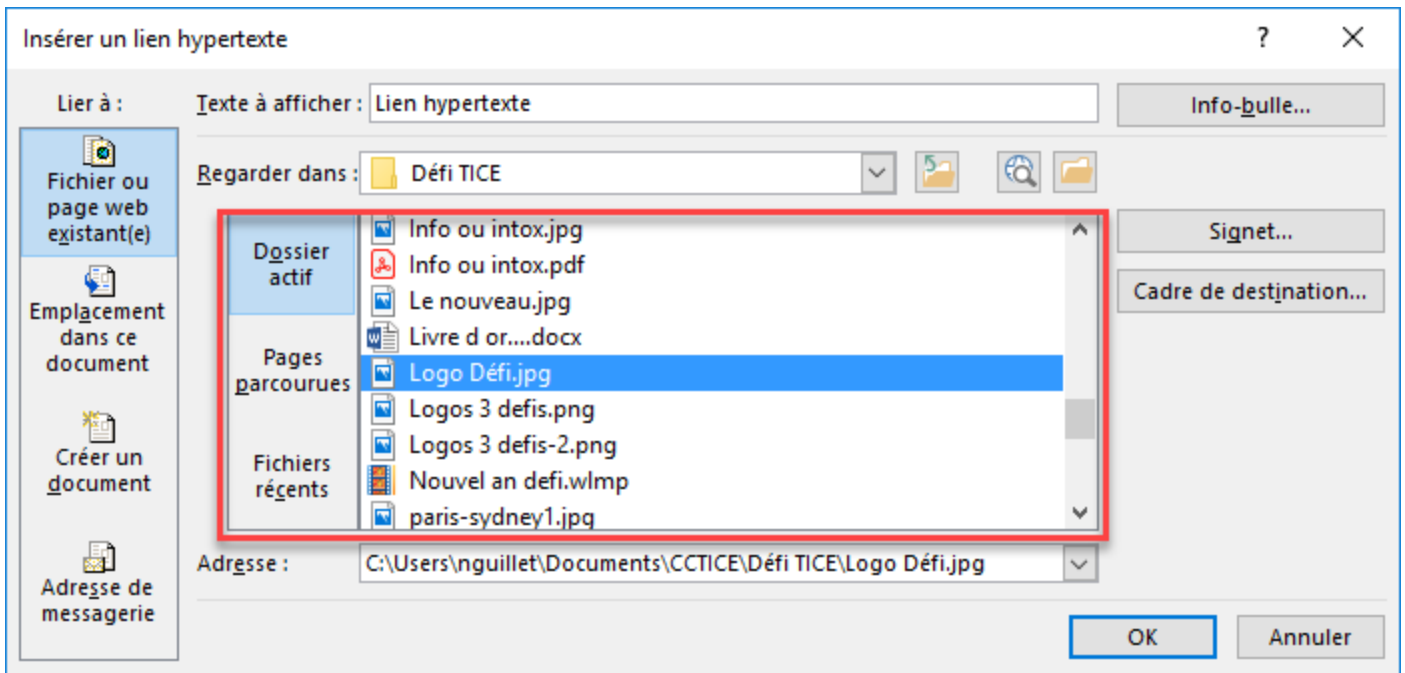 Insérer un lien hypertexte
?
Lier à :
Texte à afficher : Lien hypertexte
Info-bulle...
Fichier ou
page web
existant(e)
Regarder dans : Défi TICE
Emplacement
dans ce
document
Créer un
document
Adresse de
messagerie
Dossier
actif
Pages
parcourues
Fichiers
récents
Info ou intox.jpg
Info ou intox.pdf
Le nouveau.jpg
Livre d or....docx
Logo Défi.jpg
Logos 3 defis.png
Logos 3 defis-2.png
Nouvel an defi.wlmp
paris-sydney1.jpg
Signet...
Cadre de destination...
Adresse : C:\Users\nguillet\Documents\CCTICE\Défi TICE\Logo Défi.jpg
OK
Annuler